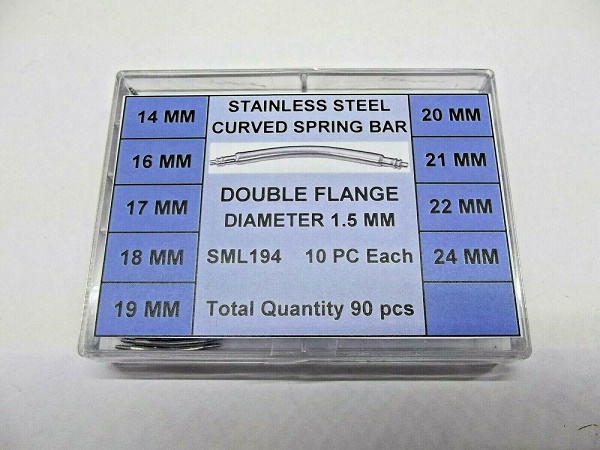 14 MM
16 MM
17 MM
18 MM
19 MM
STAINLESS STEEL
CURVED SPRING BAR
DOUBLE FLANGE
DIAMETER 1.5 MM
SML194 10 PC Each
Total Quantity 90 pcs
20 MM
21 MM
22 MM
24 MM